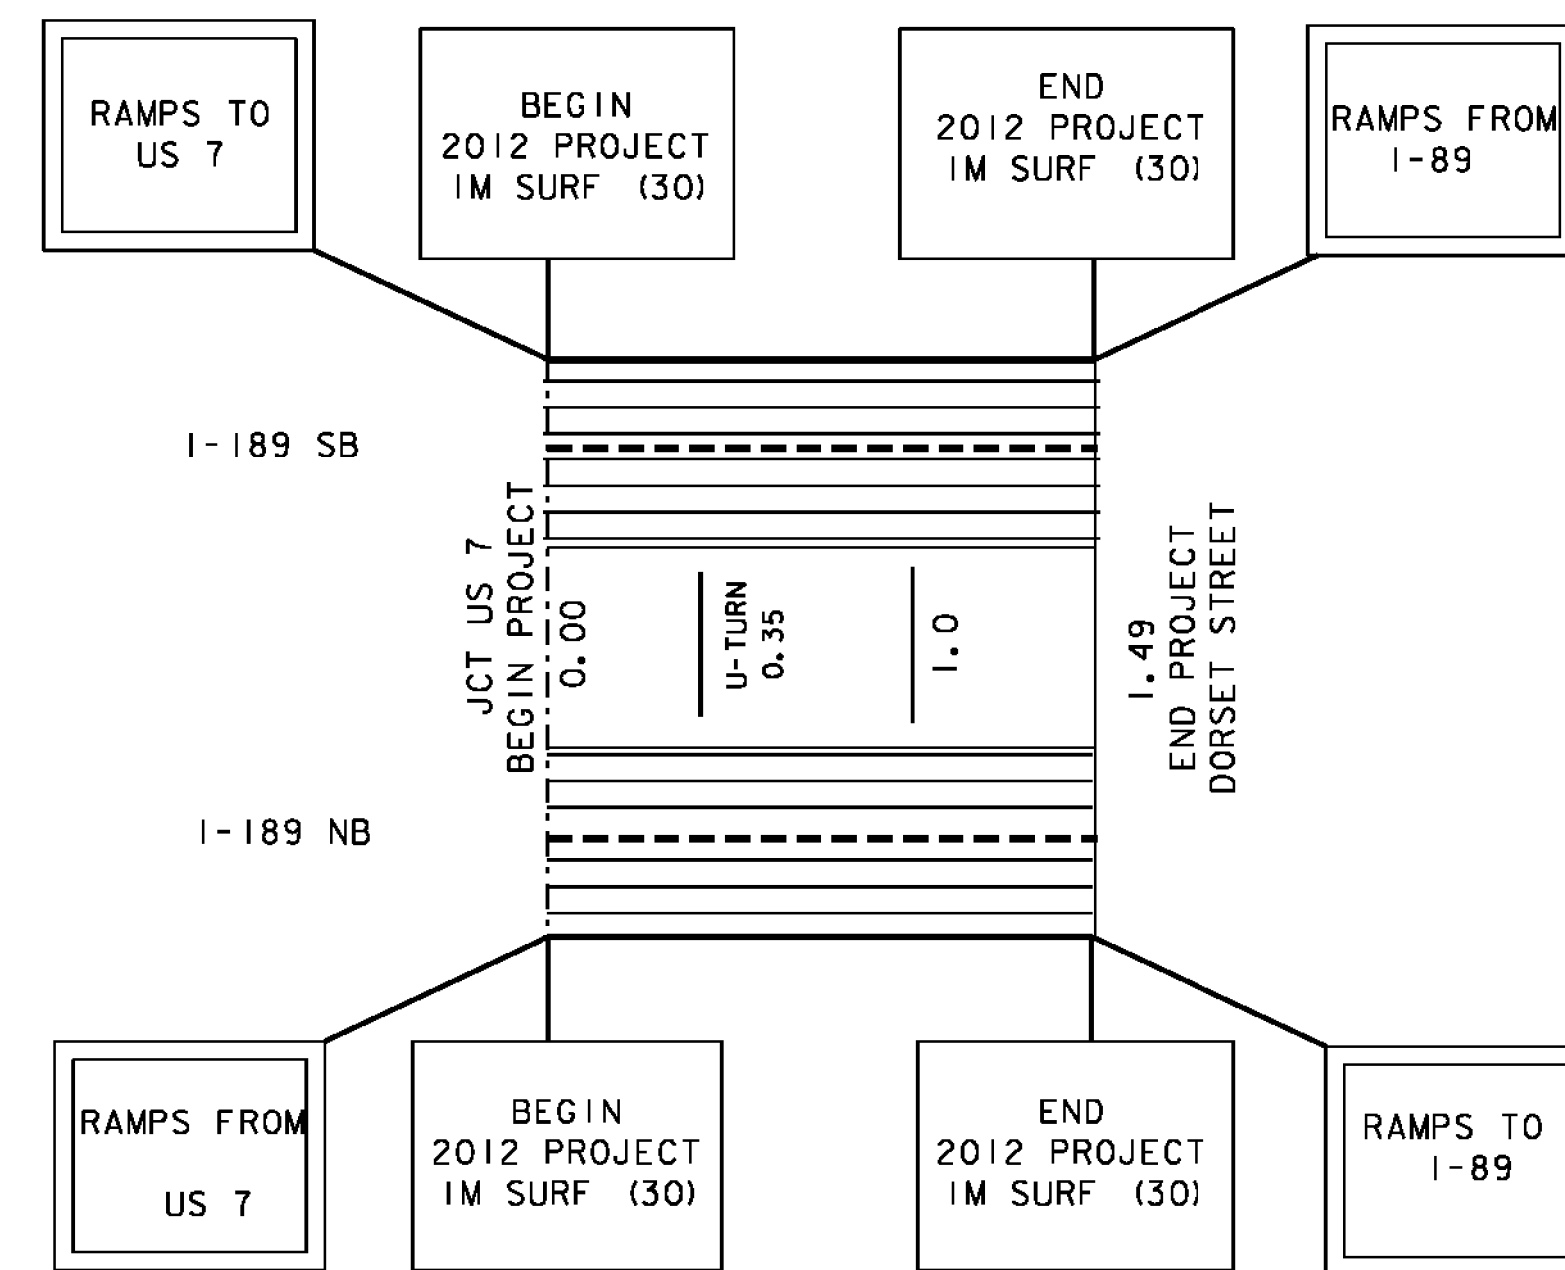 RAMPS TO
US 7
BEGIN
2012 PROJECT
IM SURF (30)
END
2012 PROJECT
IM SURF (30)
RAMPS FROM
I-89
I-189 SB
JCT US 7
BEGIN PROJECT
0.00
U-TURN
0.35
1.0
1.49
END PROJECT
DORSET STREET
I-189 NB
RAMPS FROM
US 7
BEGIN
2012 PROJECT
IM SURF (30)
END
2012 PROJECT
IM SURF (30)
RAMPS TO
I-89